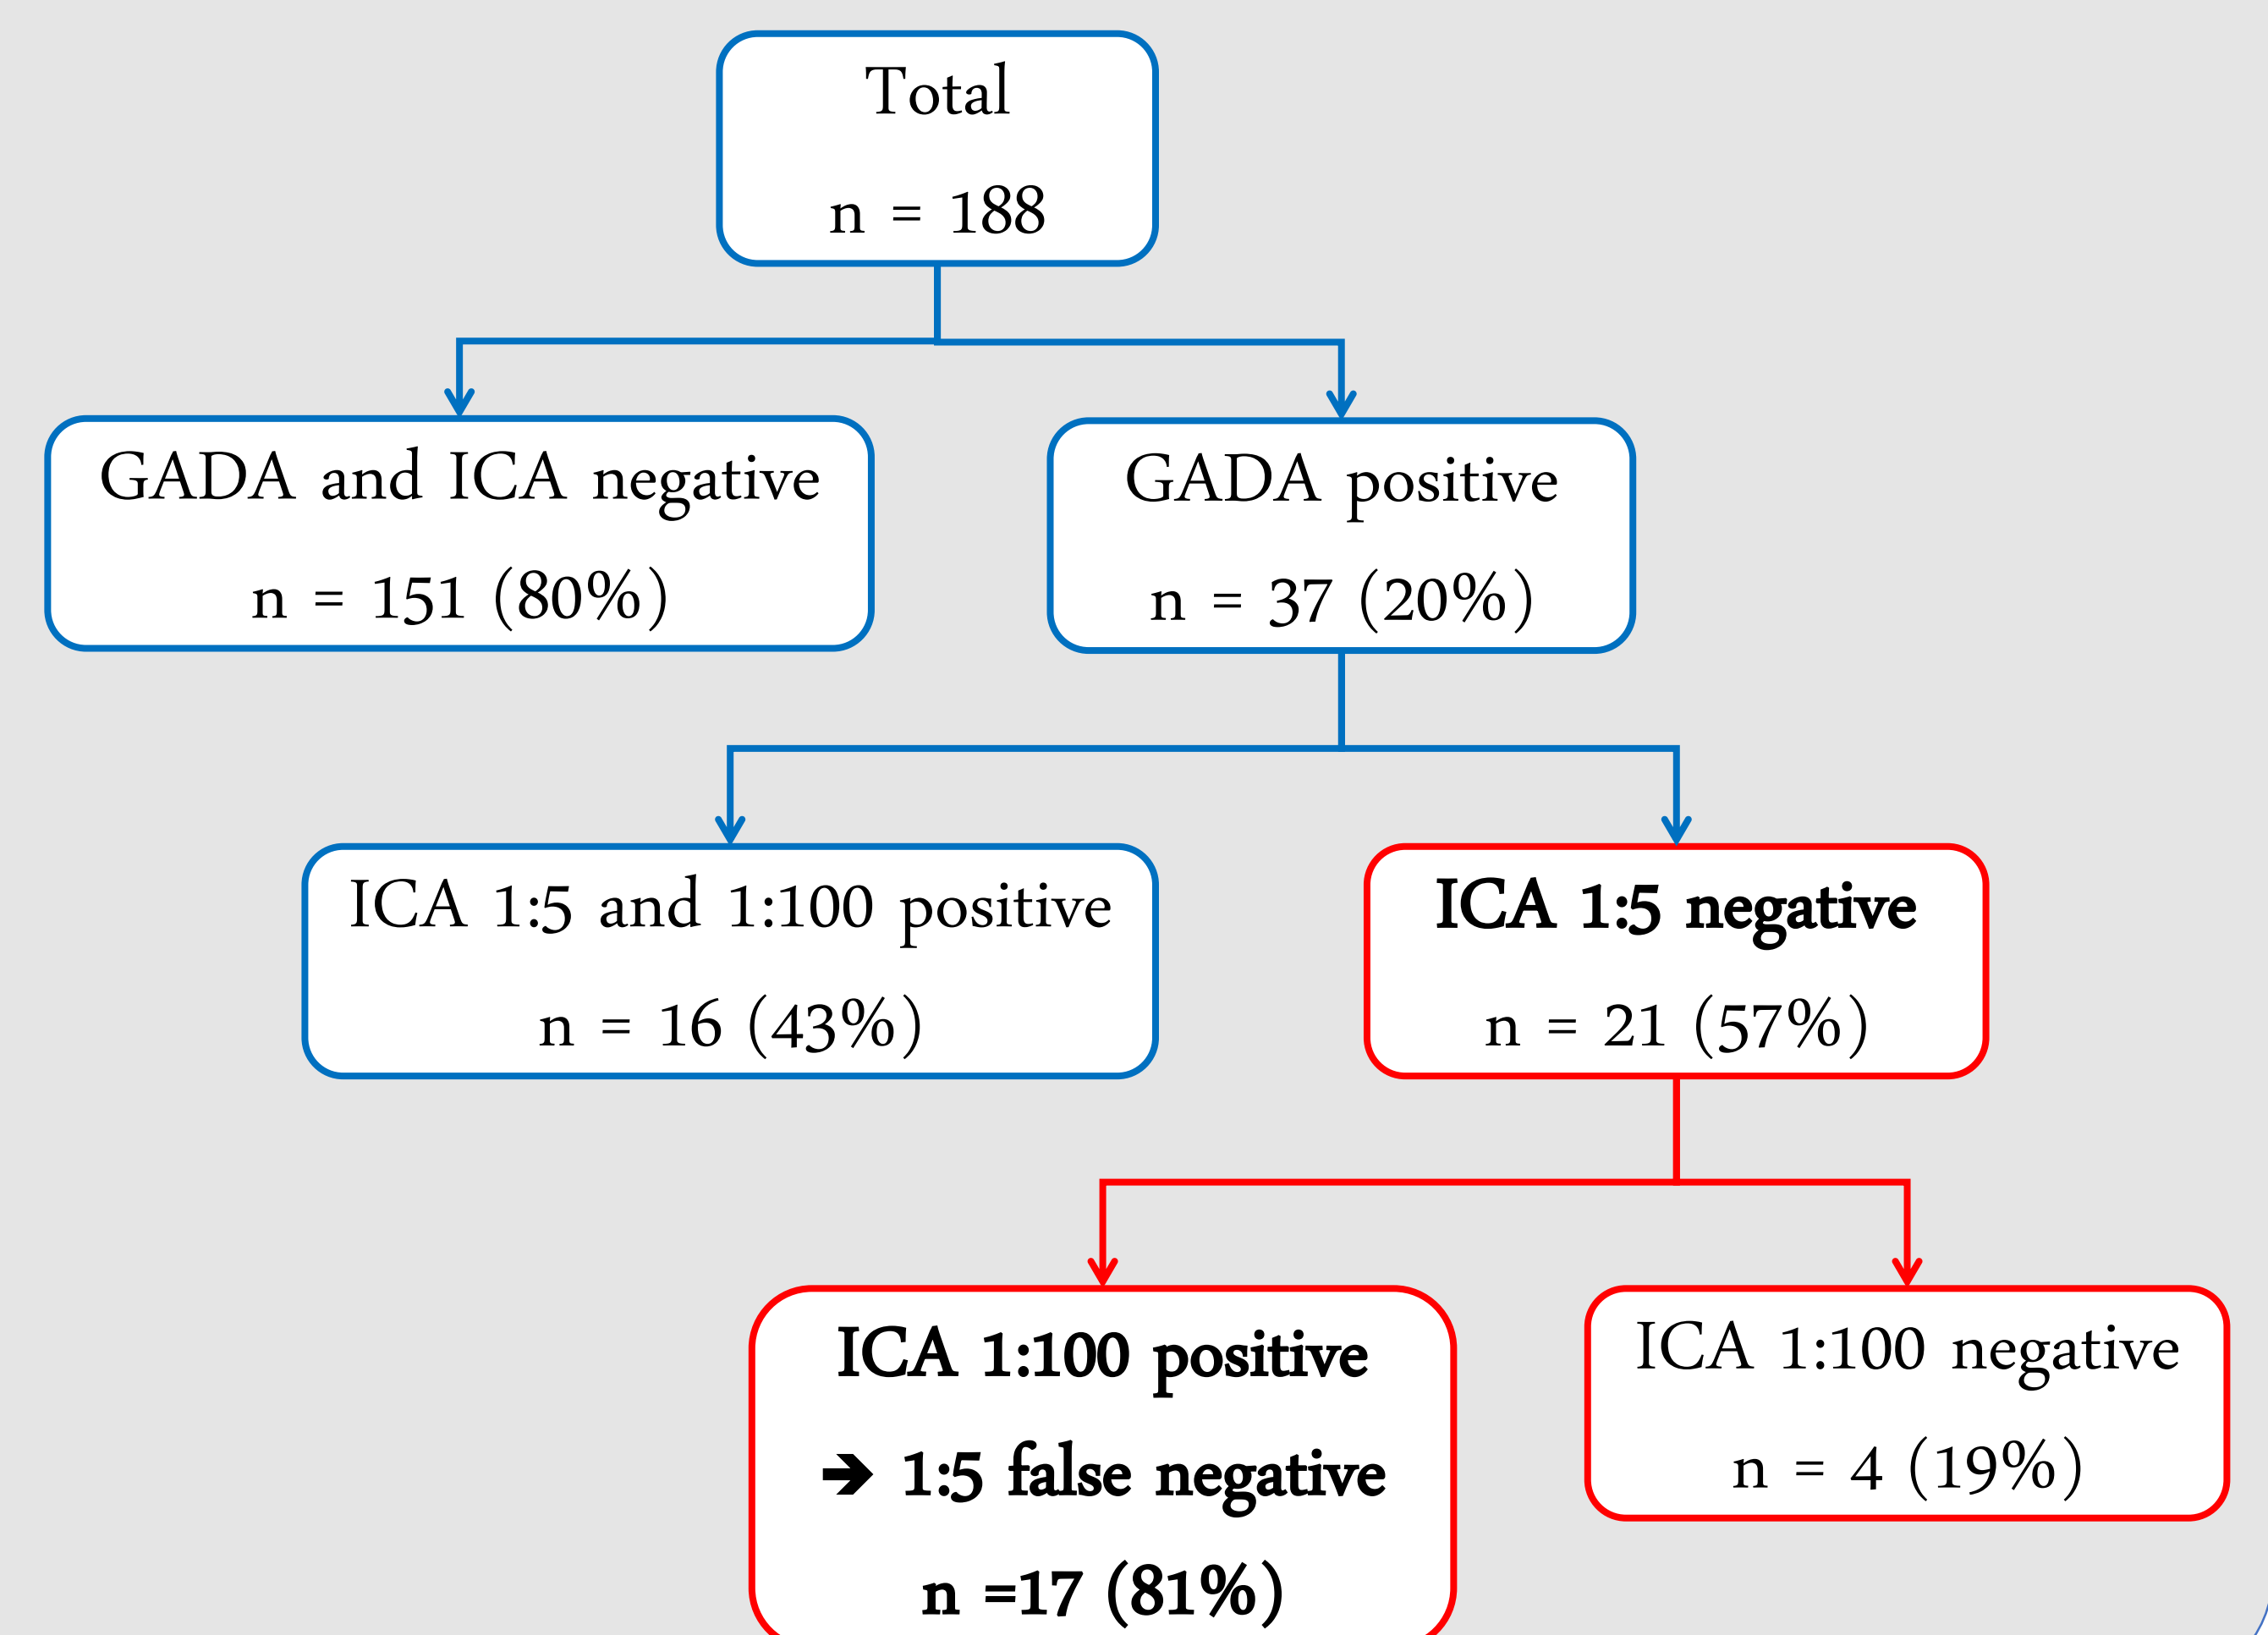 Total
n = 188
GADA and ICA negative
n = 151 (80%)
GADA positive
n = 37 (20%)
ICA 1:5 and 1:100 positive
n = 16 (43%)
ICA 1:5 negative
n = 21 (57%)
ICA 1:100 positive
➔ 1:5 false negative
n =17 (81%)
ICA 1:100 negative
n = 4 (19%)